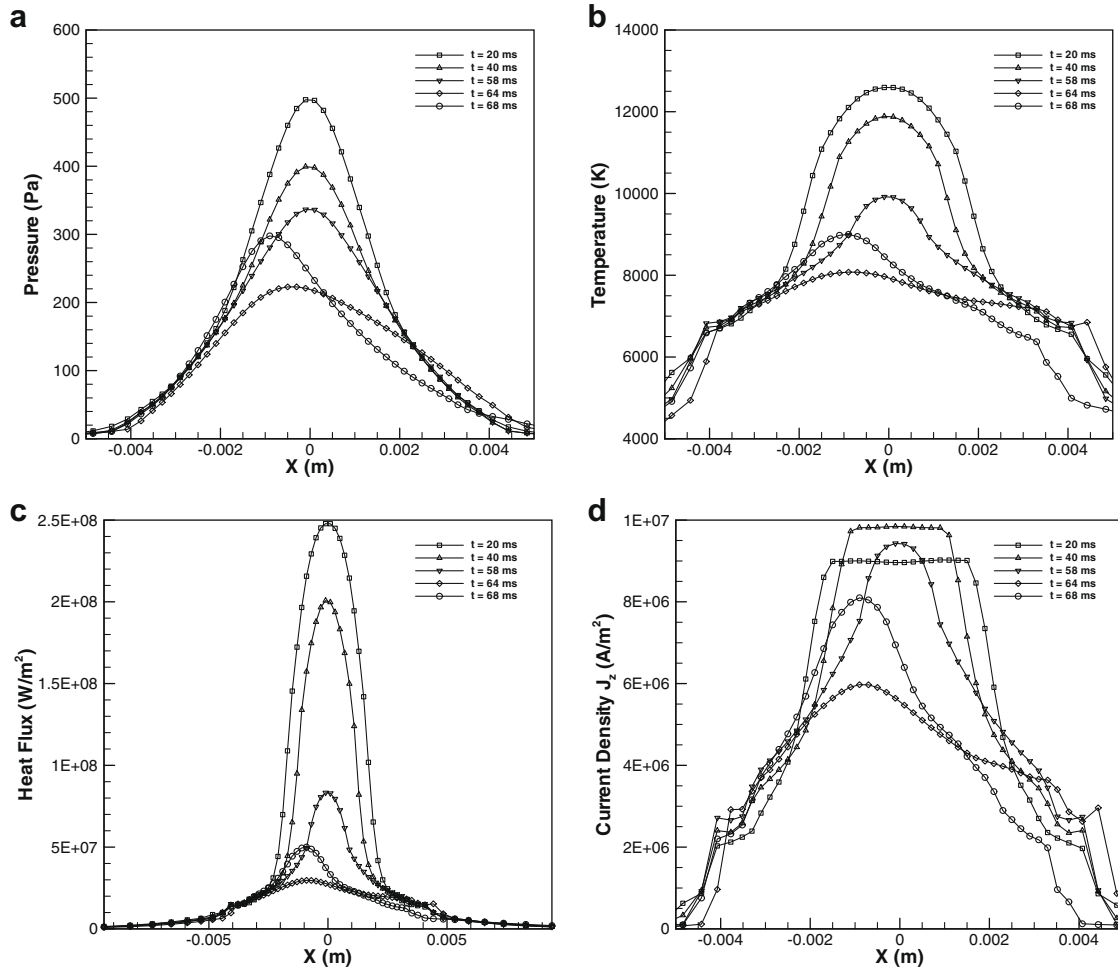 a
600
500
400
300
200
100
0
Pressure (Pa)
-0.004
-0.002
0
0.002
0.004
X (m)
t = 20 ms
t = 40 ms
t = 58 ms
t = 64 ms
t = 68 ms
b
14000
12000
10000
8000
6000
4000
Temperature (K)
-0.004
-0.002
0
0.002
0.004
X (m)
t = 20 ms
t = 40 ms
t = 58 ms
t = 64 ms
t = 68 ms
c
2.5E+08
2E+08
1.5E+08
1E+08
5E+07
0
Heat Flux (W/m²)
-0.005
0
0.005
X (m)
t = 20 ms
t = 40 ms
t = 58 ms
t = 64 ms
t = 68 ms
d
1E+07
8E+06
6E+06
4E+06
2E+06
0
Current Density J_z (A/m²)
-0.004
-0.002
0
0.002
0.004
X (m)
t = 20 ms
t = 40 ms
t = 58 ms
t = 64 ms
t = 68 ms